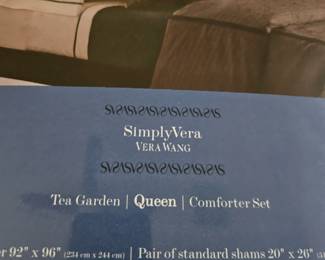 SimplyVera
VERA WANG
Tea Garden | Queen | Comforter Set
er 92" x 96" (234 cm x 244 cm) | Pair of standard shams 20" x 26"